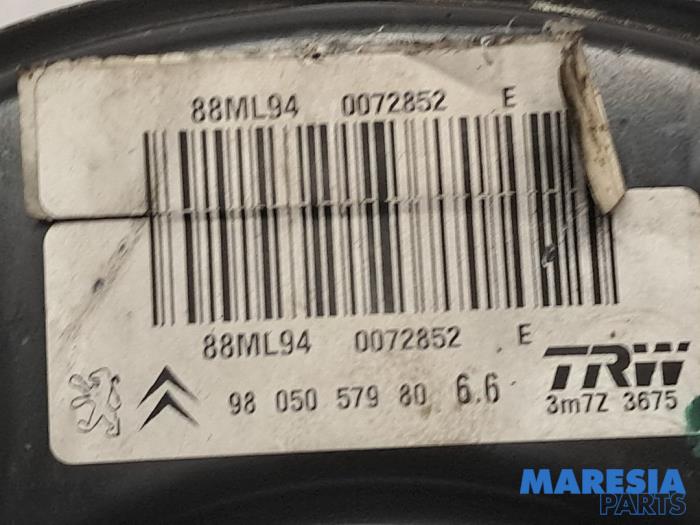 88ML94 0072852 E
88ML94 0072852 E
98 050 579 80 6.6
TRW
3m7Z 3675
MARESIA
PARTS